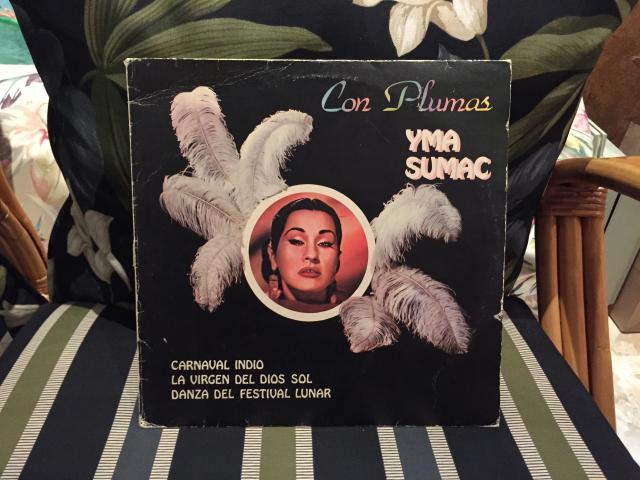 Con Plumas
YMA
SUMAC
CARNAVAL INDIO
LA VIRGEN DEL DIOS SOL
DANZA DEL FESTIVAL LUNAR